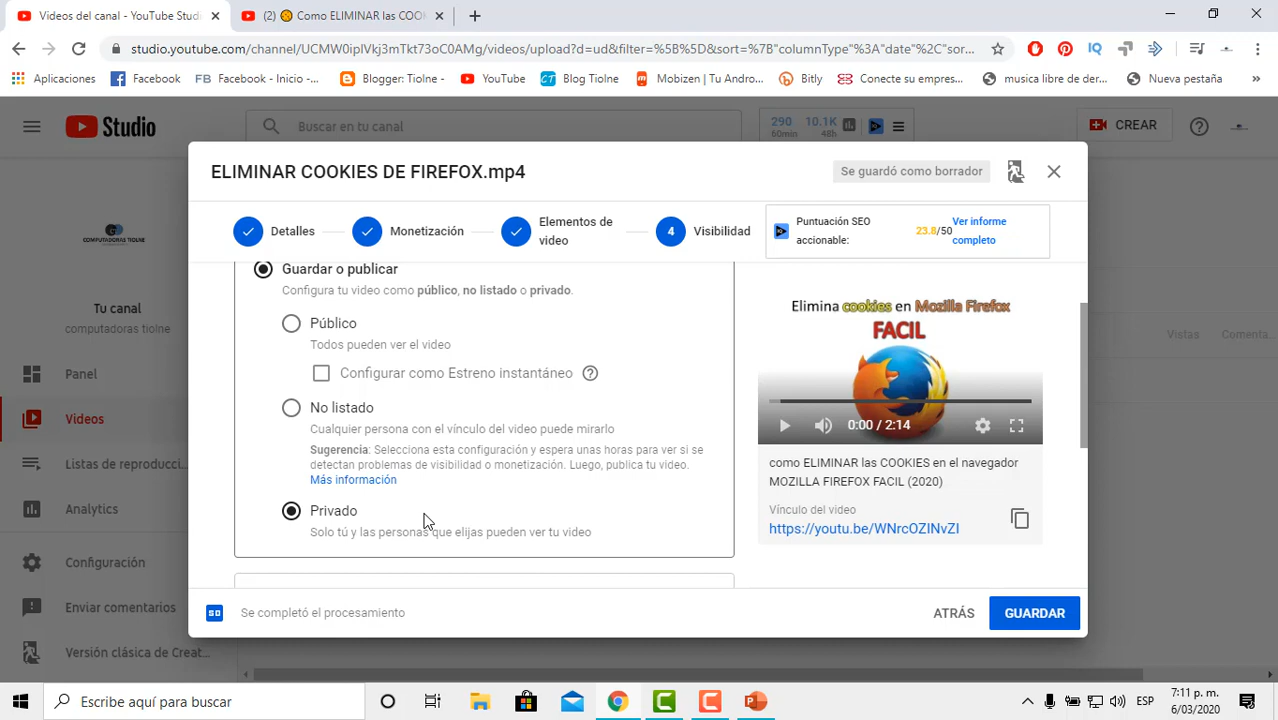 Videos del canal - YouTube Stud
(2) Como ELIMINAR las COO
studio.youtube.com/channel/UCMW0ipIVkj3mTkt73oC0AMg/videos/upload?d=ud&filter=%5B%5D&sort=%7B"columnType"%3A"date"%2C"sor...
Aplicaciones
Facebook
FB Facebook - Inicio -...
Blogger: Tiolne -
YouTube
CT Blog Tiolne
Mobizen | Tu Andro...
Bitly
Conecte su empres...
musica libre de der...
Nueva pestaña
Studio
Buscar en tu canal
290 10.1K
60min 48h
CREAR
ELIMINAR COOKIES DE FIREFOX.mp4
Se guardó como borrador
Detalles
Monetización
Elementos de
video
4 Visibilidad
Puntuación SEO
accionable:
23.8/50
Ver informe
completo
COMPUTADORAS TIOLNE
Tu canal
computadoras tiolne
Panel
Videos
Listas de reproducci...
Analytics
Configuración
Enviar comentarios
Versión clásica de Creat...
Guardar o publicar
Configura tu video como público, no listado o privado.
Público
Todos pueden ver el video
Configurar como Estreno instantáneo
No listado
Cualquier persona con el vínculo del video puede mirarlo
Sugerencia: Selecciona esta configuración y espera unas horas para ver si se
detectan problemas de visibilidad o monetización. Luego, publica tu video.
Más información
Privado
Solo tú y las personas que elijas pueden ver tu video
Elimina cookies en Mozilla Firefox
FACIL
0:00 / 2:14
como ELIMINAR las COOKIES en el navegador
MOZILLA FIREFOX FACIL (2020)
Vínculo del video
https://youtu.be/WNrcOZINvZI
Vistas
Comenta...
SD
Se completó el procesamiento
ATRÁS
GUARDAR
Escribe aquí para buscar
ESP
7:11 p. m.
6/03/2020